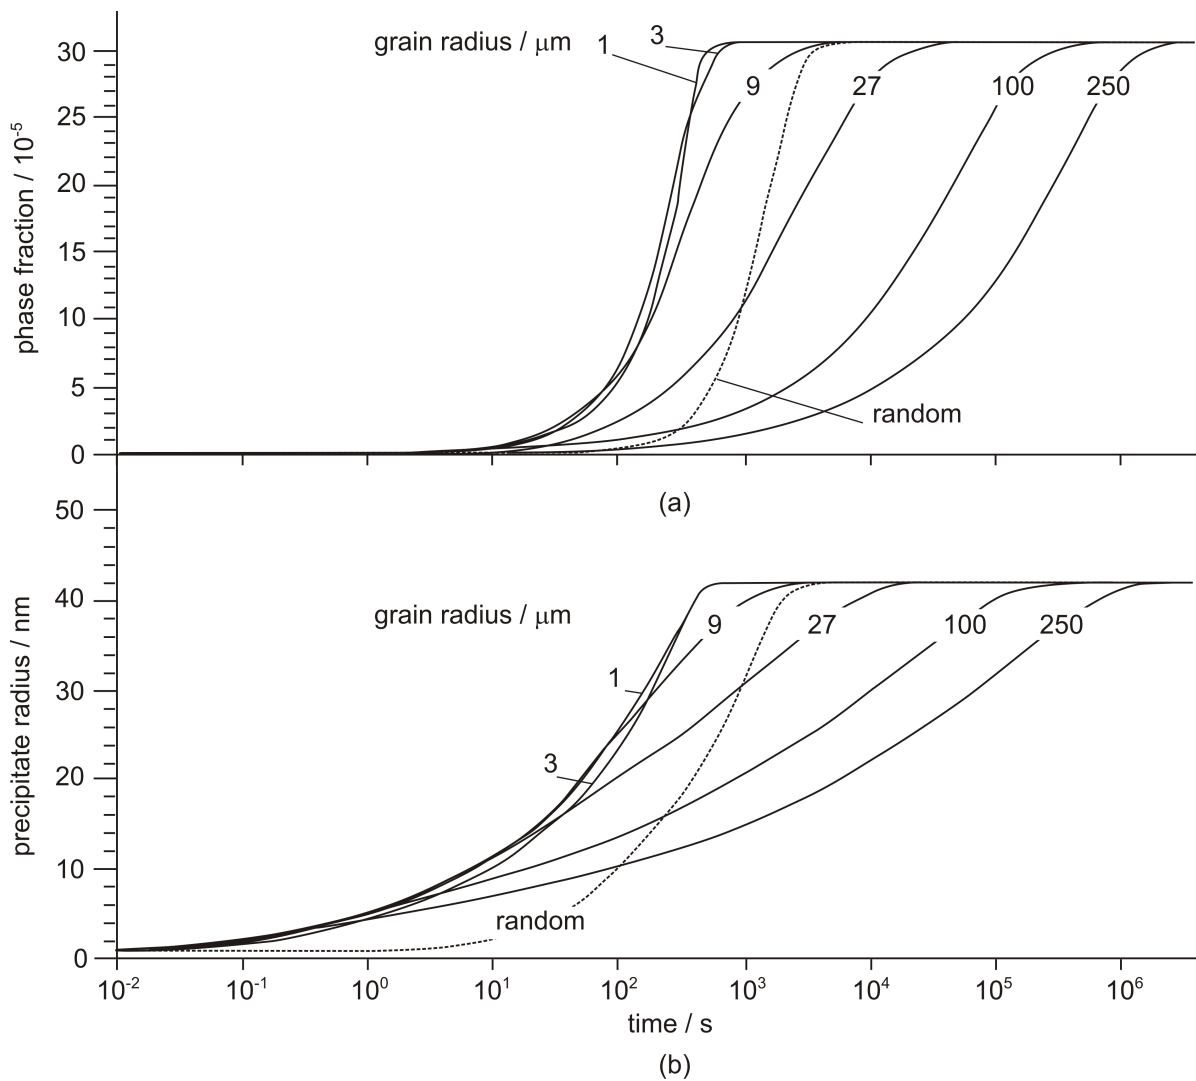 grain radius / μm
1
3
9
27
100
250
random
30
25
20
15
10
5
0
phase fraction / 10⁻⁵
(a)
50
40
30
20
10
0
precipitate radius / nm
grain radius / μm
9
27
100
250
1
3
random
10⁻² 10⁻¹ 10⁰ 10¹ 10² 10³ 10⁴ 10⁵ 10⁶
time / s
(b)